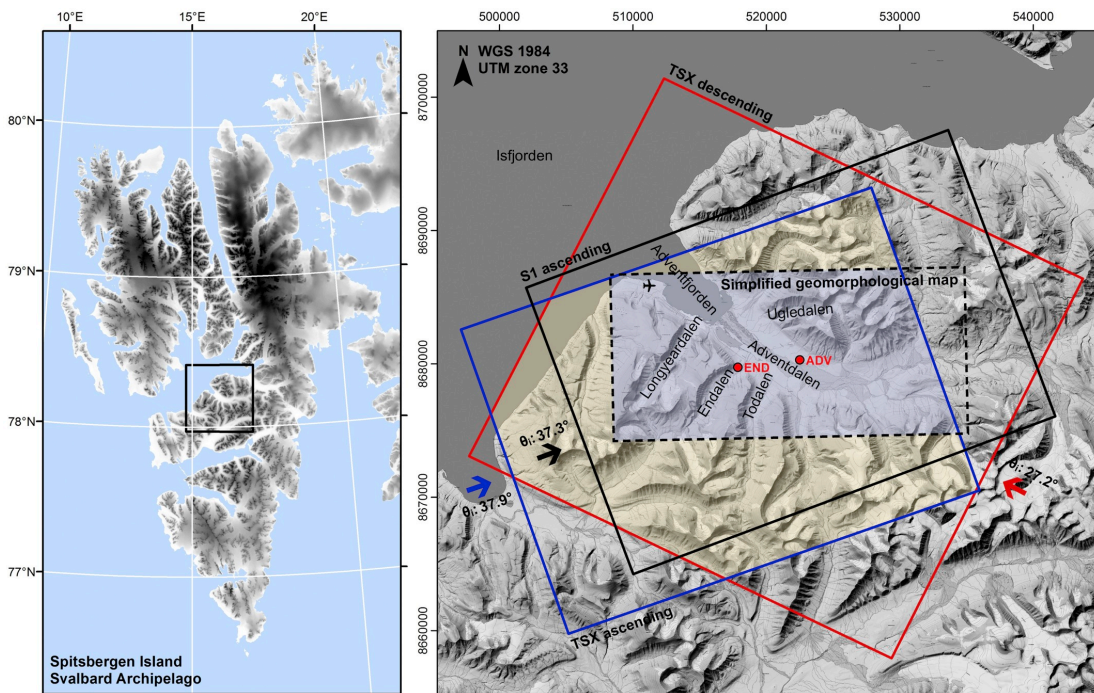 10°E
15°E
20°E
80°N
79°N
78°N
77°N
Spitsbergen Island
Svalbard Archipelago
500000
510000
520000
530000
540000
8700000
8690000
8680000
8670000
8660000
N WGS 1984
UTM zone 33
TSX descending
Isfjorden
S1 ascending
Adventfjorden
Simplified geomorphological map
Ugledalen
Longyeardalen
Adventdalen
ADV
END
Endalen
Todalen
θᵢ: 37.3°
θᵢ: 37.9°
θᵢ: 27.2°
TSX ascending